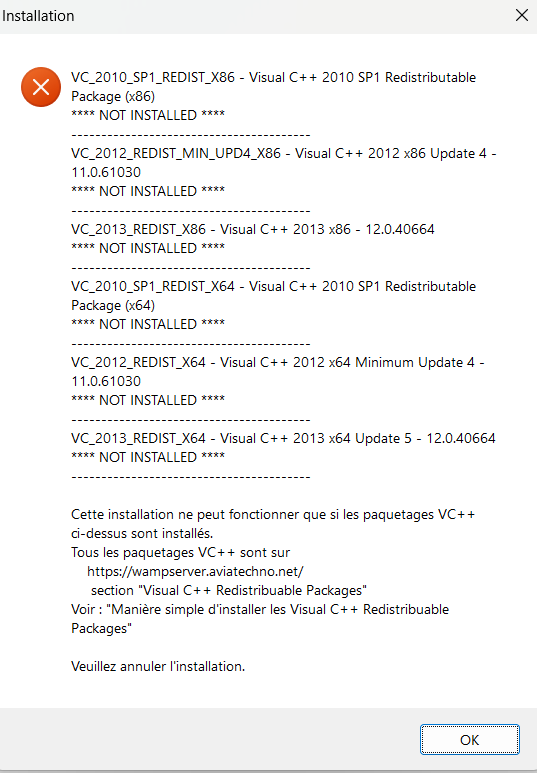 Installation
VC_2010_SP1_REDIST_X86 - Visual C++ 2010 SP1 Redistributable
Package (x86)
**** NOT INSTALLED ****
----------------------------------------
VC_2012_REDIST_MIN_UPD4_X86 - Visual C++ 2012 x86 Update 4 -
11.0.61030
**** NOT INSTALLED ****
----------------------------------------
VC_2013_REDIST_X86 - Visual C++ 2013 x86 - 12.0.40664
**** NOT INSTALLED ****
----------------------------------------
VC_2010_SP1_REDIST_X64 - Visual C++ 2010 SP1 Redistributable
Package (x64)
**** NOT INSTALLED ****
----------------------------------------
VC_2012_REDIST_X64 - Visual C++ 2012 x64 Minimum Update 4 -
11.0.61030
**** NOT INSTALLED ****
----------------------------------------
VC_2013_REDIST_X64 - Visual C++ 2013 x64 Update 5 - 12.0.40664
**** NOT INSTALLED ****
----------------------------------------
Cette installation ne peut fonctionner que si les paquetages VC++
ci-dessus sont installés.
Tous les paquetages VC++ sont sur
https://wampserver.aviatechno.net/
section "Visual C++ Redistribuable Packages"
Voir : "Manière simple d'installer les Visual C++ Redistribuable
Packages"
Veuillez annuler l'installation.
OK